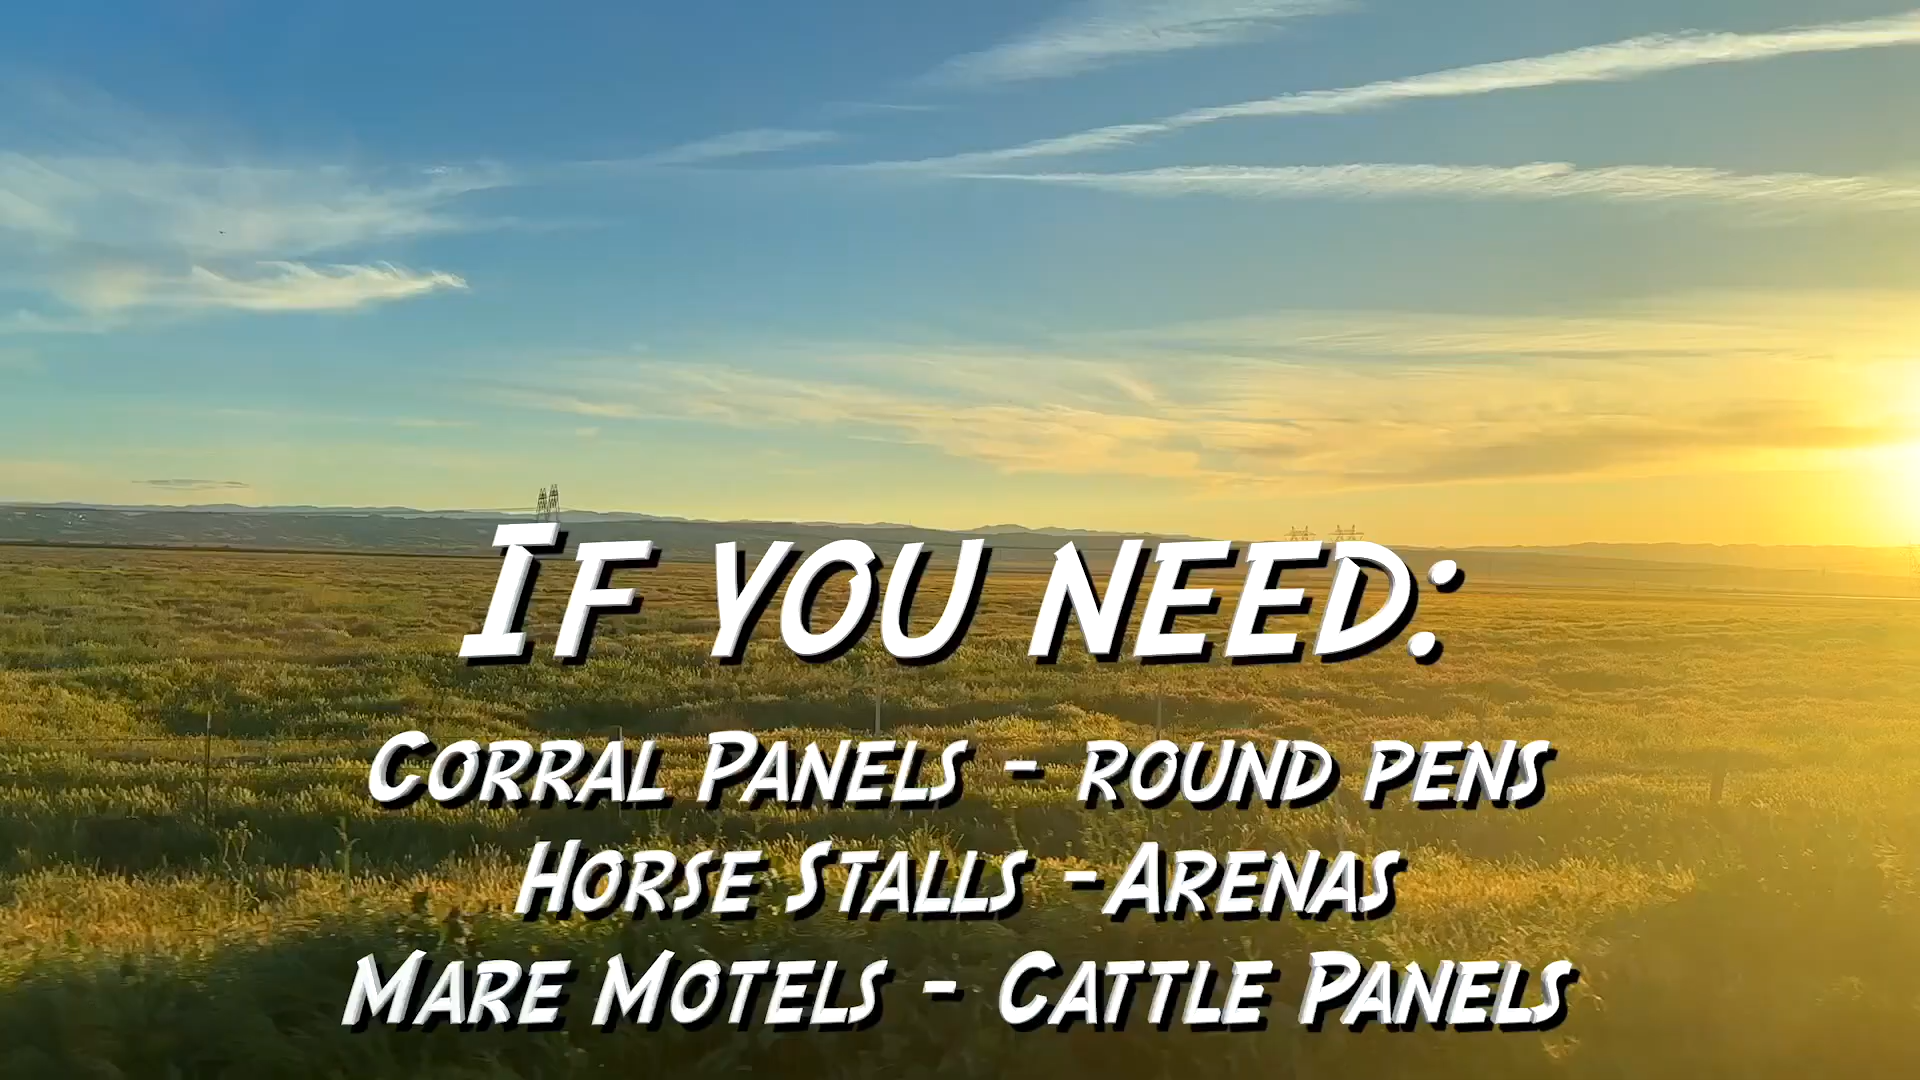 If you need:
Corral Panels - round pens
Horse Stalls -Arenas
Mare Motels - Cattle Panels